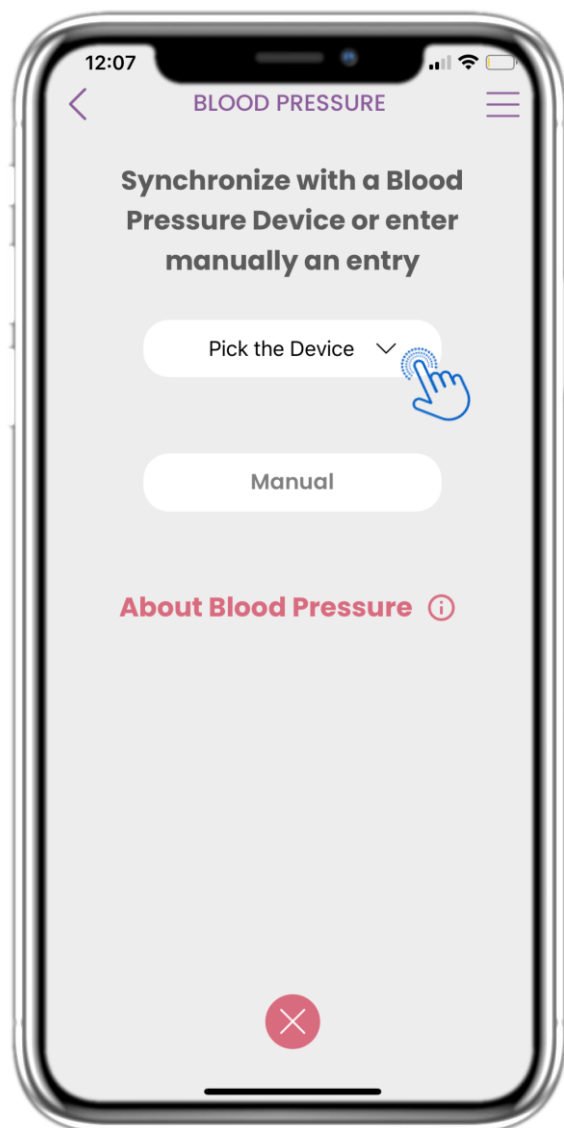 12:07
BLOOD PRESSURE
Synchronize with a Blood
Pressure Device or enter
manually an entry
Pick the Device
Manual
About Blood Pressure